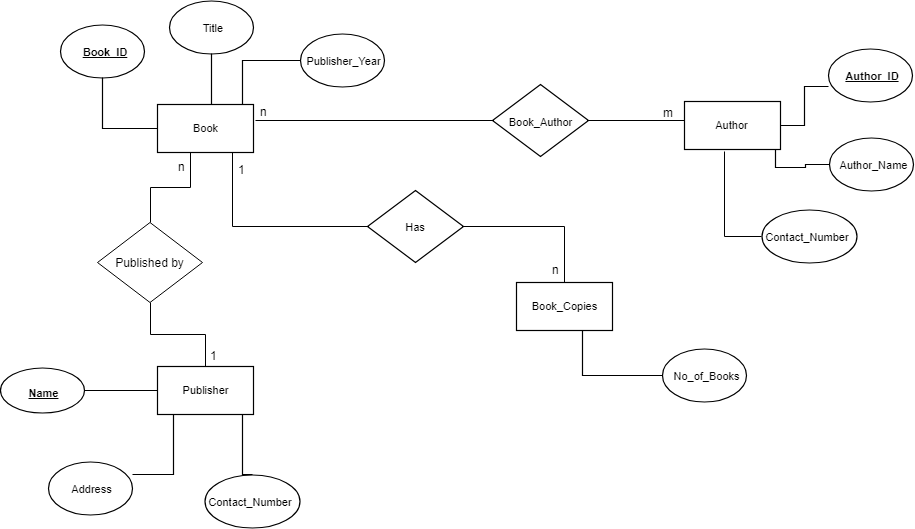 Title
Book_ID
Publisher_Year
Author_ID
n
m
Book_Author
Book
Author
n
1
Author_Name
Has
Contact_Number
Published by
n
Book_Copies
1
No_of_Books
Name
Publisher
Address
Contact_Number